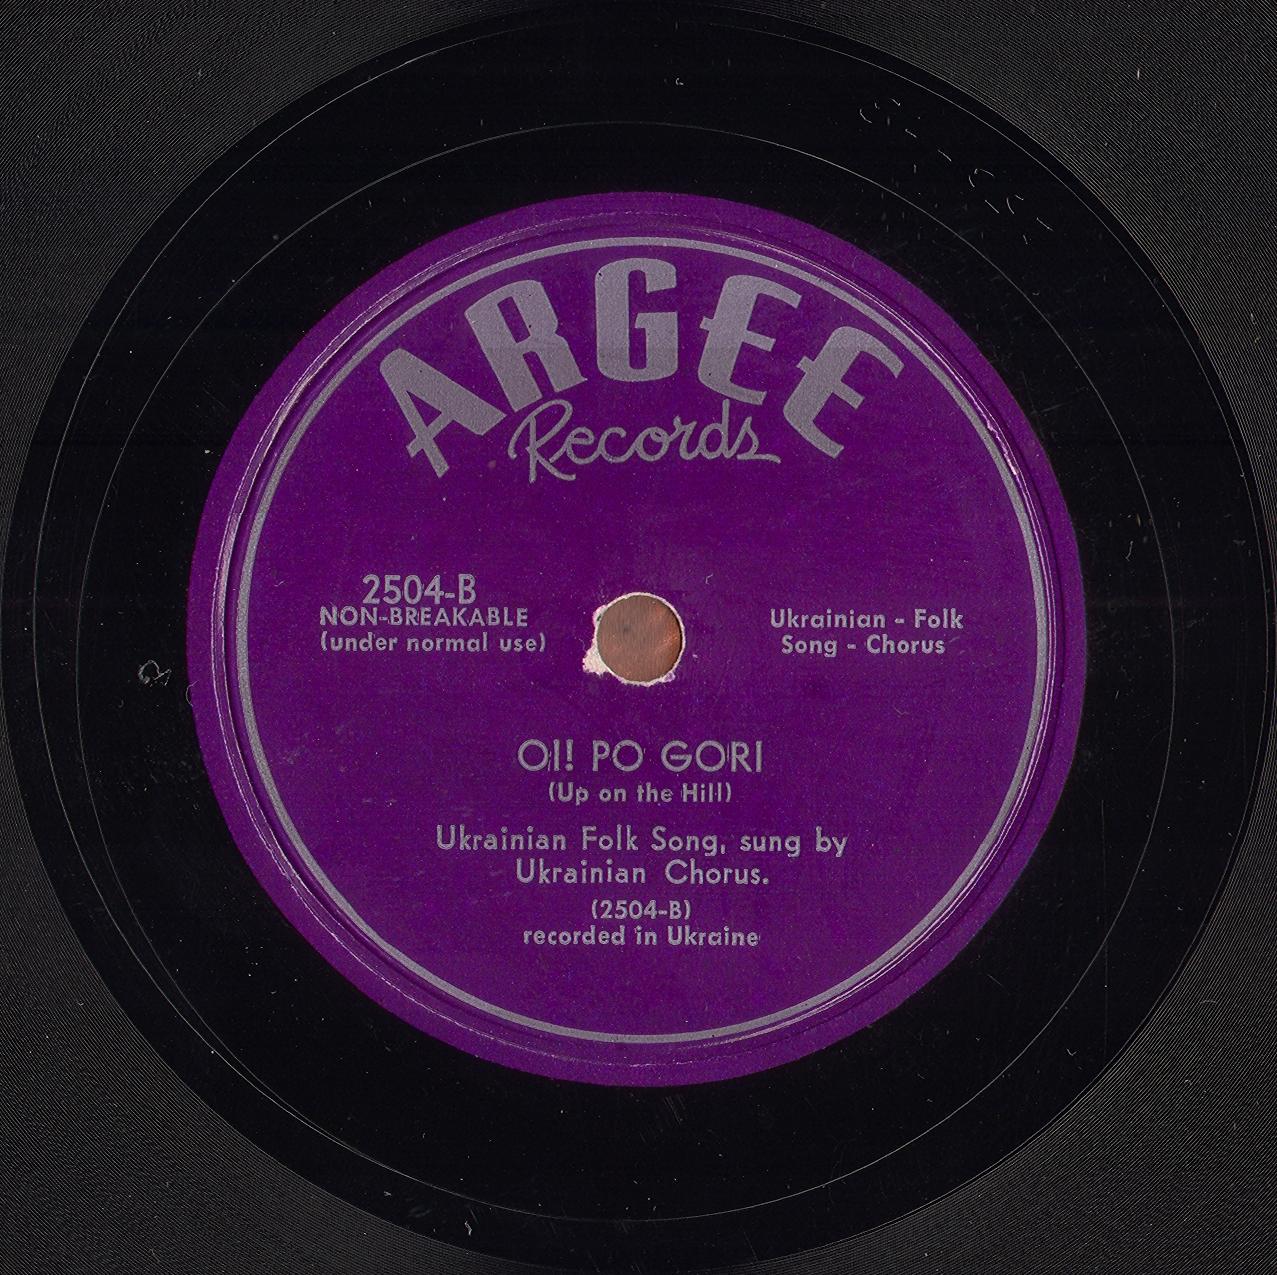 ARGEE
Records
2504-B
NON-BREAKABLE
(under normal use)
Ukrainian - Folk
Song - Chorus
OI! PO GORI
(Up on the Hill)
Ukrainian Folk Song, sung by
Ukrainian Chorus.
(2504-B)
recorded in Ukraine